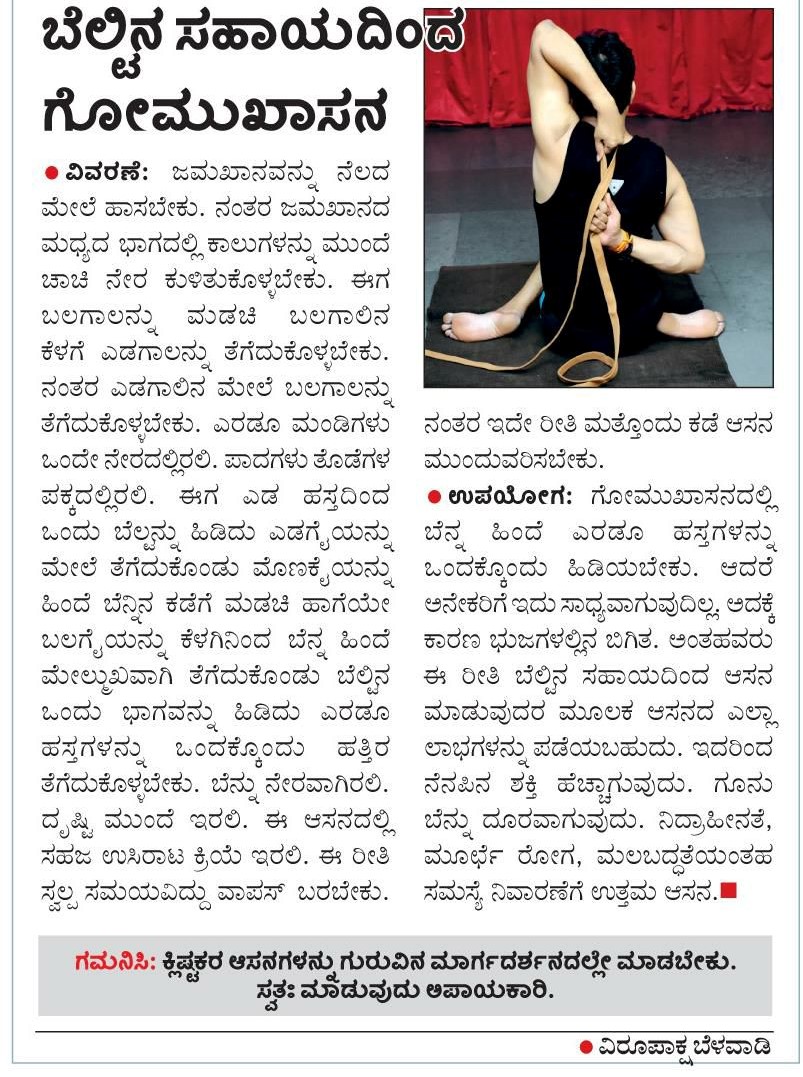 ಬೆಲ್ಟಿನ ಸಹಾಯದಿಂದ
ಗೋಮುಖಾಸನ
● ವಿವರಣೆ: ಜಮಖಾನವನ್ನು ನೆಲದ
ಮೇಲೆ ಹಾಸಬೇಕು. ನಂತರ ಜಮಖಾನದ
ಮಧ್ಯದ ಭಾಗದಲ್ಲಿ ಕಾಲುಗಳನ್ನು ಮುಂದೆ
ಚಾಚಿ ನೇರ ಕುಳಿತುಕೊಳ್ಳಬೇಕು. ಈಗ
ಬಲಗಾಲನ್ನು ಮಡಚಿ ಬಲಗಾಲಿನ
ಕೆಳಗೆ ಎಡಗಾಲನ್ನು ತೆಗೆದುಕೊಳ್ಳಬೇಕು.
ನಂತರ ಎಡಗಾಲಿನ ಮೇಲೆ ಬಲಗಾಲನ್ನು
ತೆಗೆದುಕೊಳ್ಳಬೇಕು. ಎರಡೂ ಮಂಡಿಗಳು
ಒಂದೇ ನೇರದಲ್ಲಿರಲಿ. ಪಾದಗಳು ತೊಡೆಗಳ
ಪಕ್ಕದಲ್ಲಿರಲಿ. ಈಗ ಎಡ ಹಸ್ತದಿಂದ
ಒಂದು ಬೆಲ್ಟನ್ನು ಹಿಡಿದು ಎಡಗೈಯನ್ನು
ಮೇಲೆ ತೆಗೆದುಕೊಂಡು ಮೊಣಕೈಯನ್ನು
ಹಿಂದೆ ಬೆನ್ನಿನ ಕಡೆಗೆ ಮಡಚಿ ಹಾಗೆಯೇ
ಬಲಗೈಯನ್ನು ಕೆಳಗಿನಿಂದ ಬೆನ್ನ ಹಿಂದೆ
ಮೇಲ್ಮುಖವಾಗಿ ತೆಗೆದುಕೊಂಡು ಬೆಲ್ಟಿನ
ಒಂದು ಭಾಗವನ್ನು ಹಿಡಿದು ಎರಡೂ
ಹಸ್ತಗಳನ್ನು ಒಂದಕ್ಕೊಂದು ಹತ್ತಿರ
ತೆಗೆದುಕೊಳ್ಳಬೇಕು. ಬೆನ್ನು ನೇರವಾಗಿರಲಿ.
ದೃಷ್ಟಿ ಮುಂದೆ ಇರಲಿ. ಈ ಆಸನದಲ್ಲಿ
ಸಹಜ ಉಸಿರಾಟ ಕ್ರಿಯೆ ಇರಲಿ. ಈ ರೀತಿ
ಸ್ವಲ್ಪ ಸಮಯವಿದ್ದು ವಾಪಸ್ ಬರಬೇಕು.
ನಂತರ ಇದೇ ರೀತಿ ಮತ್ತೊಂದು ಕಡೆ ಆಸನ
ಮುಂದುವರಿಸಬೇಕು.
● ಉಪಯೋಗ: ಗೋಮುಖಾಸನದಲ್ಲಿ
ಬೆನ್ನ ಹಿಂದೆ ಎರಡೂ ಹಸ್ತಗಳನ್ನು
ಒಂದಕ್ಕೊಂದು ಹಿಡಿಯಬೇಕು. ಆದರೆ
ಅನೇಕರಿಗೆ ಇದು ಸಾಧ್ಯವಾಗುವುದಿಲ್ಲ. ಅದಕ್ಕೆ
ಕಾರಣ ಭುಜಗಳಲ್ಲಿನ ಬಿಗಿತ. ಅಂತಹವರು
ಈ ರೀತಿ ಬೆಲ್ಟಿನ ಸಹಾಯದಿಂದ ಆಸನ
ಮಾಡುವುದರ ಮೂಲಕ ಆಸನದ ಎಲ್ಲಾ
ಲಾಭಗಳನ್ನು ಪಡೆಯಬಹುದು. ಇದರಿಂದ
ನೆನಪಿನ ಶಕ್ತಿ ಹೆಚ್ಚಾಗುವುದು. ಗೂನು
ಬೆನ್ನು ದೂರವಾಗುವುದು. ನಿದ್ರಾಹೀನತೆ,
ಮೂರ್ಛೆ ರೋಗ, ಮಲಬದ್ಧತೆಯಂತಹ
ಸಮಸ್ಯೆ ನಿವಾರಣೆಗೆ ಉತ್ತಮ ಆಸನ.■
ಗಮನಿಸಿ: ಕ್ಲಿಷ್ಟಕರ ಆಸನಗಳನ್ನು ಗುರುವಿನ ಮಾರ್ಗದರ್ಶನದಲ್ಲೇ ಮಾಡಬೇಕು.
ಸ್ವತಃ ಮಾಡುವುದು ಅಪಾಯಕಾರಿ.
● ವಿರೂಪಾಕ್ಷ ಬೆಳವಾಡಿ